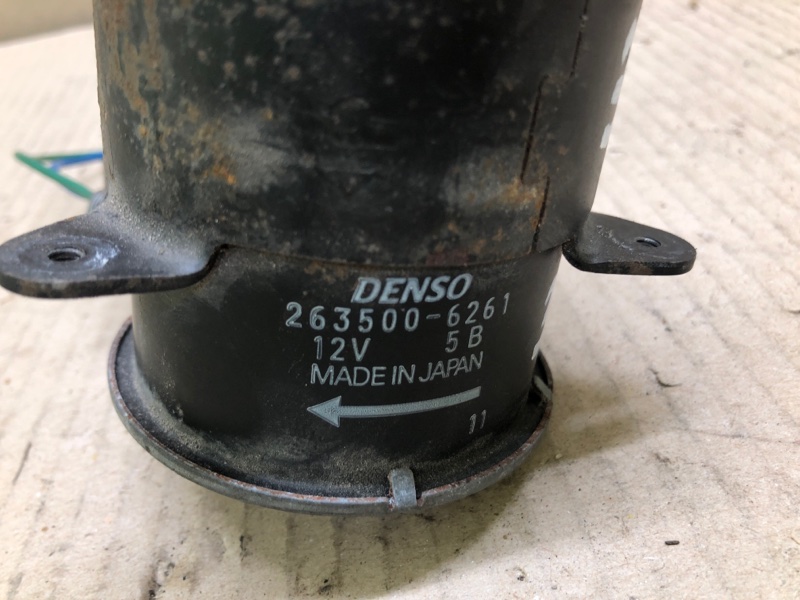 DENSO
263500-6261
12V 5B
MADE IN JAPAN
11